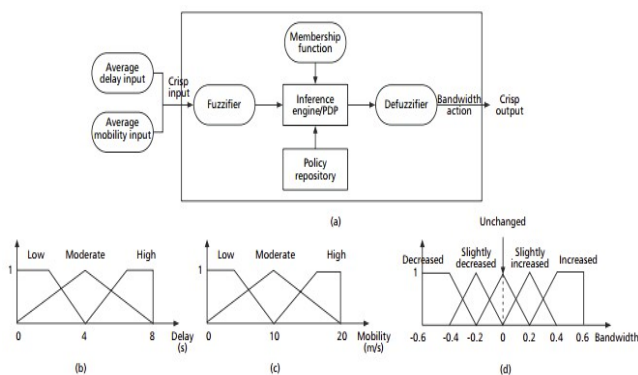 Membership
function
Average
delay input
Crisp
input
Average
mobility input
Fuzzifier
Inference
engine/PDP
Defuzzifier
Bandwidth
action
Crisp
output
Policy
repository
(a)
Low
Moderate
High
1
0
4
8
Delay
(s)
(b)
Low
Moderate
High
1
0
10
20
Mobility
(m/s)
(c)
Unchanged
Decreased
Slightly
decreased
Slightly
increased
Increased
1
-0.6
-0.4
-0.2
0
0.2
0.4
0.6
Bandwidth
(d)